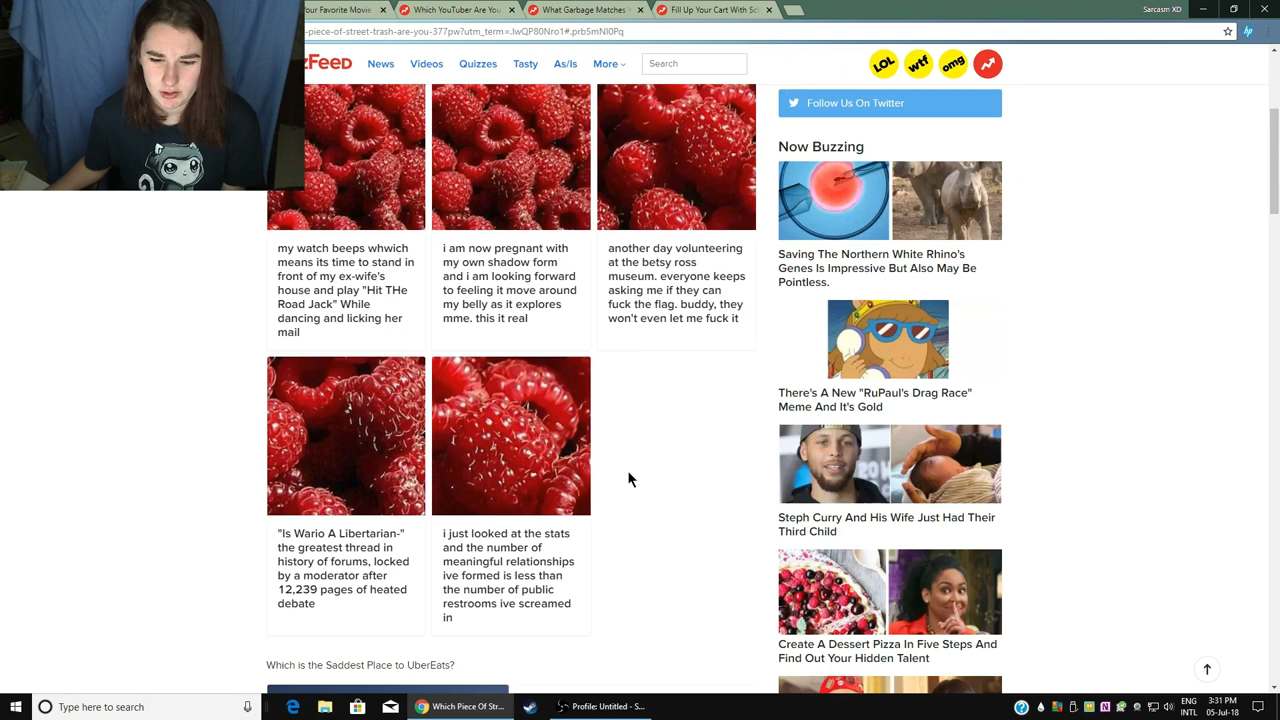 Your Favorite Movie
Which YouTuber Are You
What Garbage Matches Y
Fill Up Your Cart With Sc
Sarcasm XD
-piece-of-street-trash-are-you-377pw?utm_term=.lwQP80Nro1#.prb5mNl0Pq
zFeeD
News
Videos
Quizzes
Tasty
As/Is
More
Search
LOL
wtf
omg
my watch beeps whwich
means its time to stand in
front of my ex-wife's
house and play "Hit THe
Road Jack" While
dancing and licking her
mail
i am now pregnant with
my own shadow form
and i am looking forward
to feeling it move around
my belly as it explores
mme. this it real
another day volunteering
at the betsy ross
museum. everyone keeps
asking me if they can
fuck the flag. buddy, they
won't even let me fuck it
"Is Wario A Libertarian-"
the greatest thread in
history of forums, locked
by a moderator after
12,239 pages of heated
debate
i just looked at the stats
and the number of
meaningful relationships
ive formed is less than
the number of public
restrooms ive screamed
in
Which is the Saddest Place to UberEats?
Follow Us On Twitter
Now Buzzing
Saving The Northern White Rhino's
Genes Is Impressive But Also May Be
Pointless.
There's A New "RuPaul's Drag Race"
Meme And It's Gold
Steph Curry And His Wife Just Had Their
Third Child
Create A Dessert Pizza In Five Steps And
Find Out Your Hidden Talent
Type here to search
Which Piece Of Str...
Profile: Untitled - S...
ENG
INTL
3:31 PM
05-Jul-18